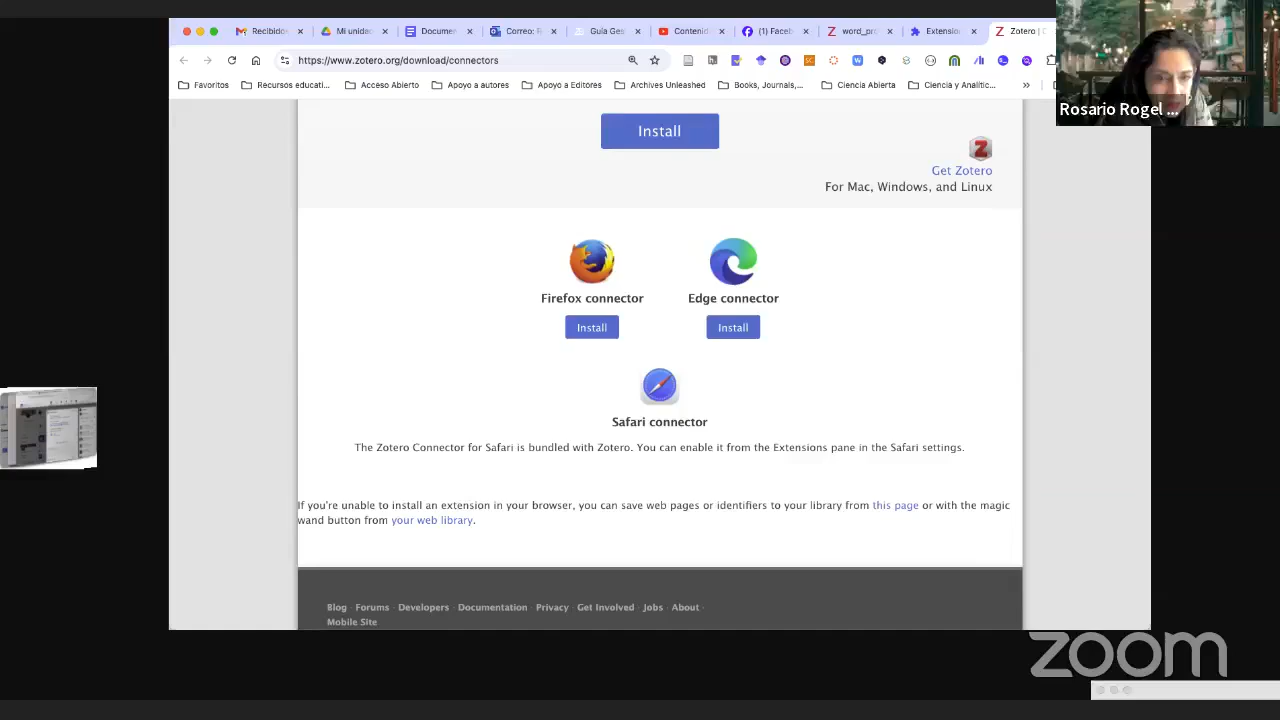 Recibidos
Mi unidad
Documen
Correo: R
Guía Ges
Contenid
(1) Faceb
word_pro
Extension
Zotero |
https://www.zotero.org/download/connectors
Favoritos
Recursos educati...
Acceso Abierto
Apoyo a autores
Apoyo a Editores
Archives Unleashed
Books, Journals,...
Ciencia Abierta
Ciencia y Analític...
»
Rosario Rogel ...
Install
Z
Get Zotero
For Mac, Windows, and Linux
Firefox connector
Edge connector
Install
Install
Safari connector
The Zotero Connector for Safari is bundled with Zotero. You can enable it from the Extensions pane in the Safari settings.
If you're unable to install an extension in your browser, you can save web pages or identifiers to your library from this page or with the magic
wand button from your web library.
Blog · Forums · Developers · Documentation · Privacy · Get Involved · Jobs · About ·
Mobile Site
zoom